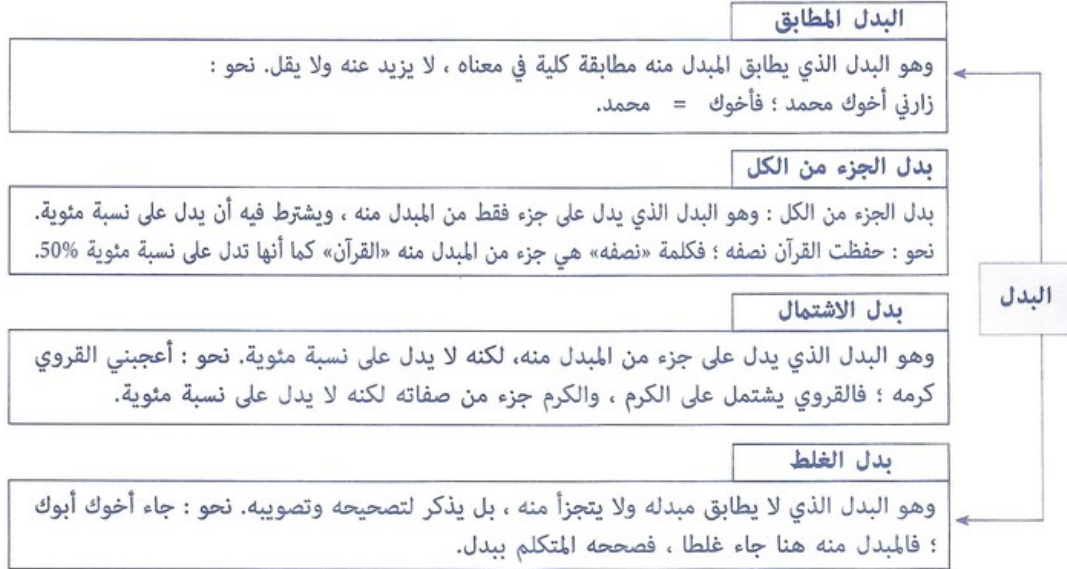 البدل المطابق
وهو البدل الذي يطابق المبدل منه مطابقة كلية في معناه ، لا يزيد عنه ولا يقل. نحو :
زارني أخوك محمد ؛ فأخوك = محمد.
بدل الجزء من الكل
بدل الجزء من الكل : وهو البدل الذي يدل على جزء فقط من المبدل منه ، ويشترط فيه أن يدل على نسبة مئوية.
نحو : حفظت القرآن نصفه ؛ فكلمة «نصفه» هي جزء من المبدل منه «القرآن» كما أنها تدل على نسبة مئوية 50%.
البدل
بدل الاشتمال
وهو البدل الذي يدل على جزء من المبدل منه، لكنه لا يدل على نسبة مئوية. نحو : أعجبني القروي
كرمه ؛ فالقروي يشتمل على الكرم ، والكرم جزء من صفاته لكنه لا يدل على نسبة مئوية.
بدل الغلط
وهو البدل الذي لا يطابق مبدله ولا يتجزأ منه ، بل يذكر لتصحيحه وتصويبه. نحو : جاء أخوك أبوك
؛ فالمبدل منه هنا جاء غلطا ، فصححه المتكلم ببدل.